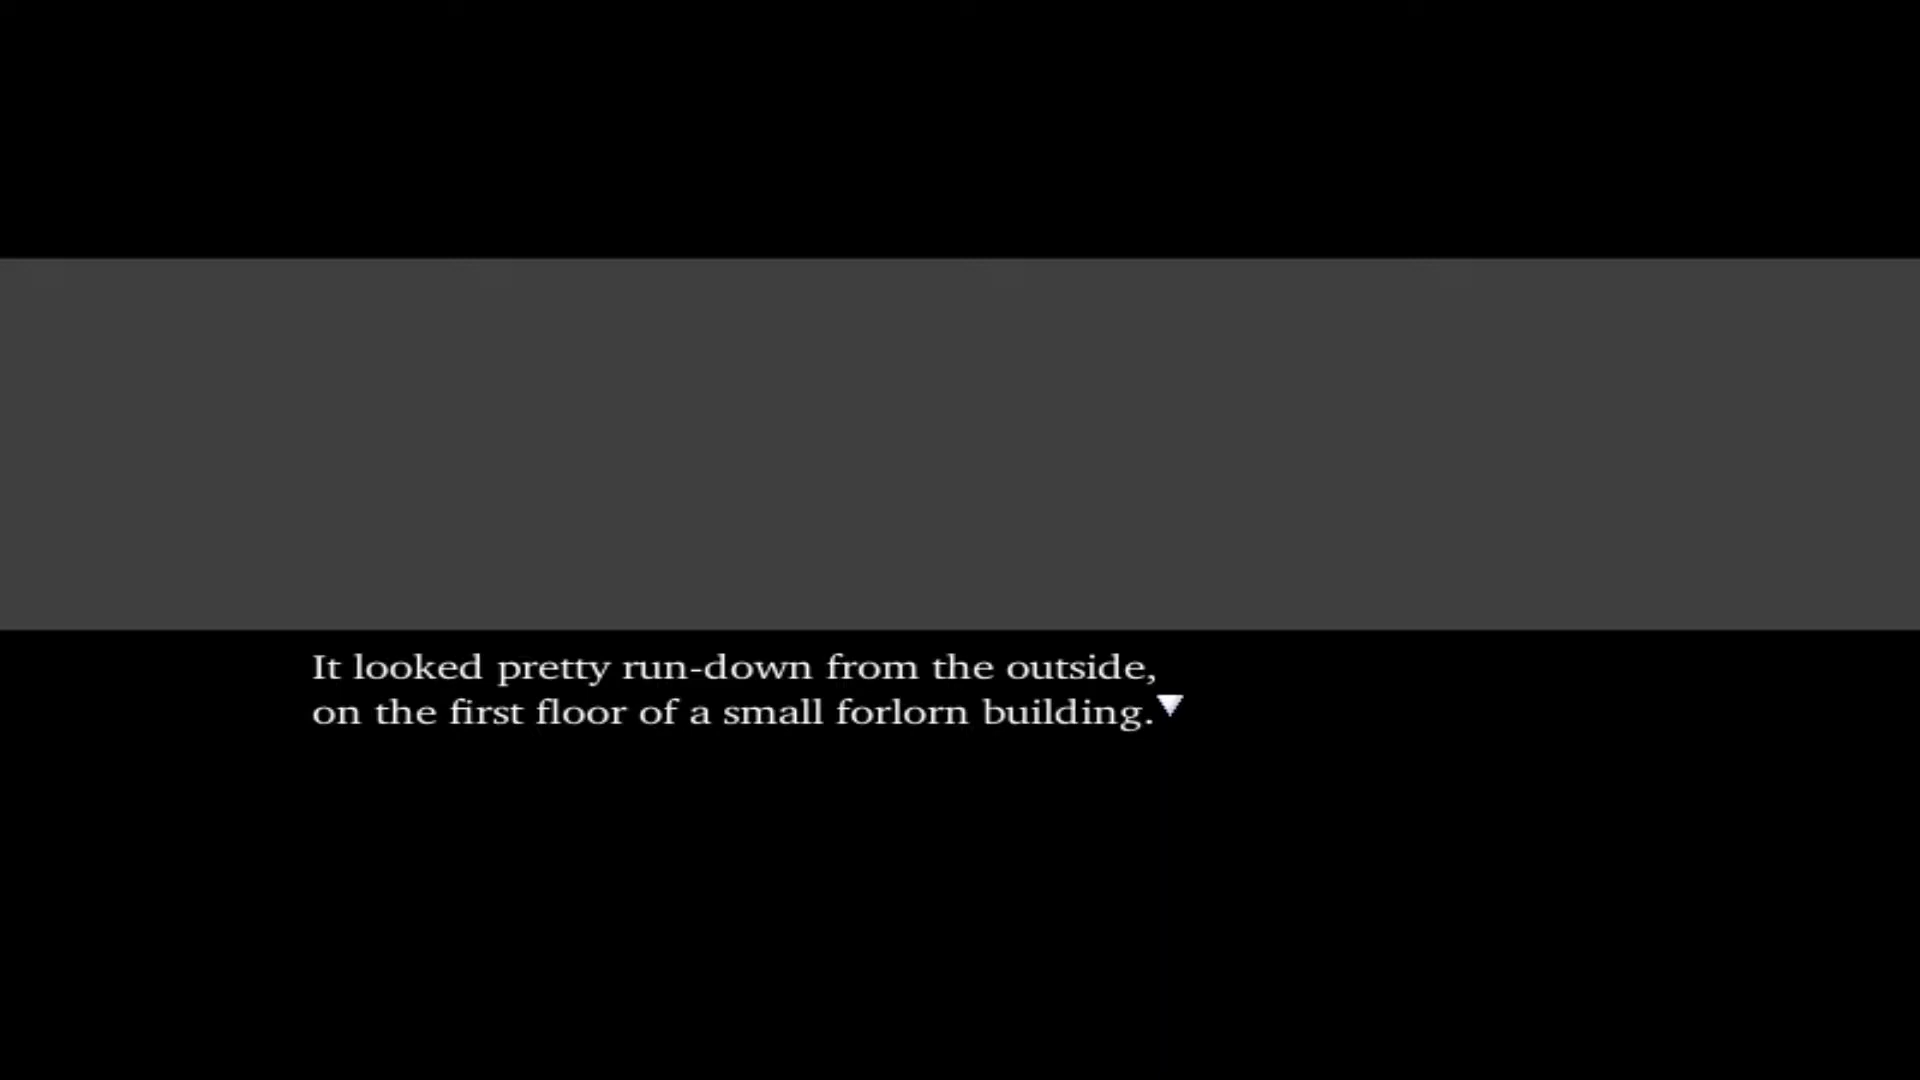 It looked pretty run-down from the outside,
on the first floor of a small forlorn building.